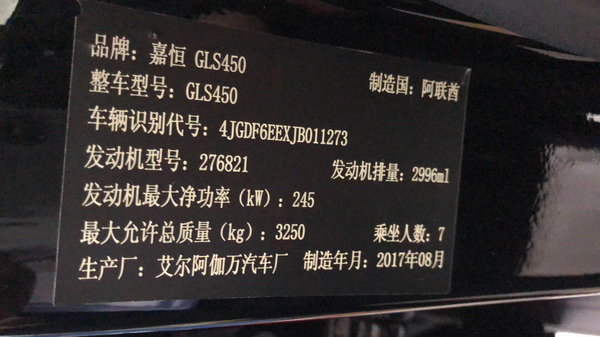 品牌：嘉恒 GLS450
制造国：阿联酋
整车型号：GLS450
车辆识别代号：4JGDF6EEXJB011273
发动机型号：276821
发动机排量：2996ml
发动机最大净功率（kW）：245
最大允许总质量（kg）：3250
乘坐人数：7
生产厂：艾尔阿伽万汽车厂 制造年月：2017年08月